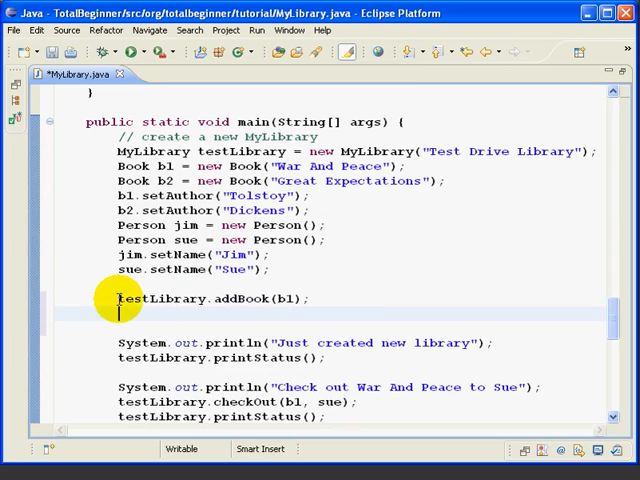 Java - TotalBeginner/src/org/totalbeginner/tutorial/MyLibrary.java - Eclipse Platform
File Edit Source Refactor Navigate Search Project Run Window Help
*MyLibrary.java
}
public static void main(String[] args) {
// create a new MyLibrary
MyLibrary testLibrary = new MyLibrary("Test Drive Library");
Book b1 = new Book("War And Peace");
Book b2 = new Book("Great Expectations");
b1.setAuthor("Tolstoy");
b2.setAuthor("Dickens");
Person jim = new Person();
Person sue = new Person();
jim.setName("Jim");
sue.setName("Sue");
testLibrary.addBook(b1);
System.out.println("Just created new library");
testLibrary.printStatus();
System.out.println("Check out War And Peace to Sue");
testLibrary.checkOut(b1, sue);
testLibrary.printStatus();
Writable Smart Insert